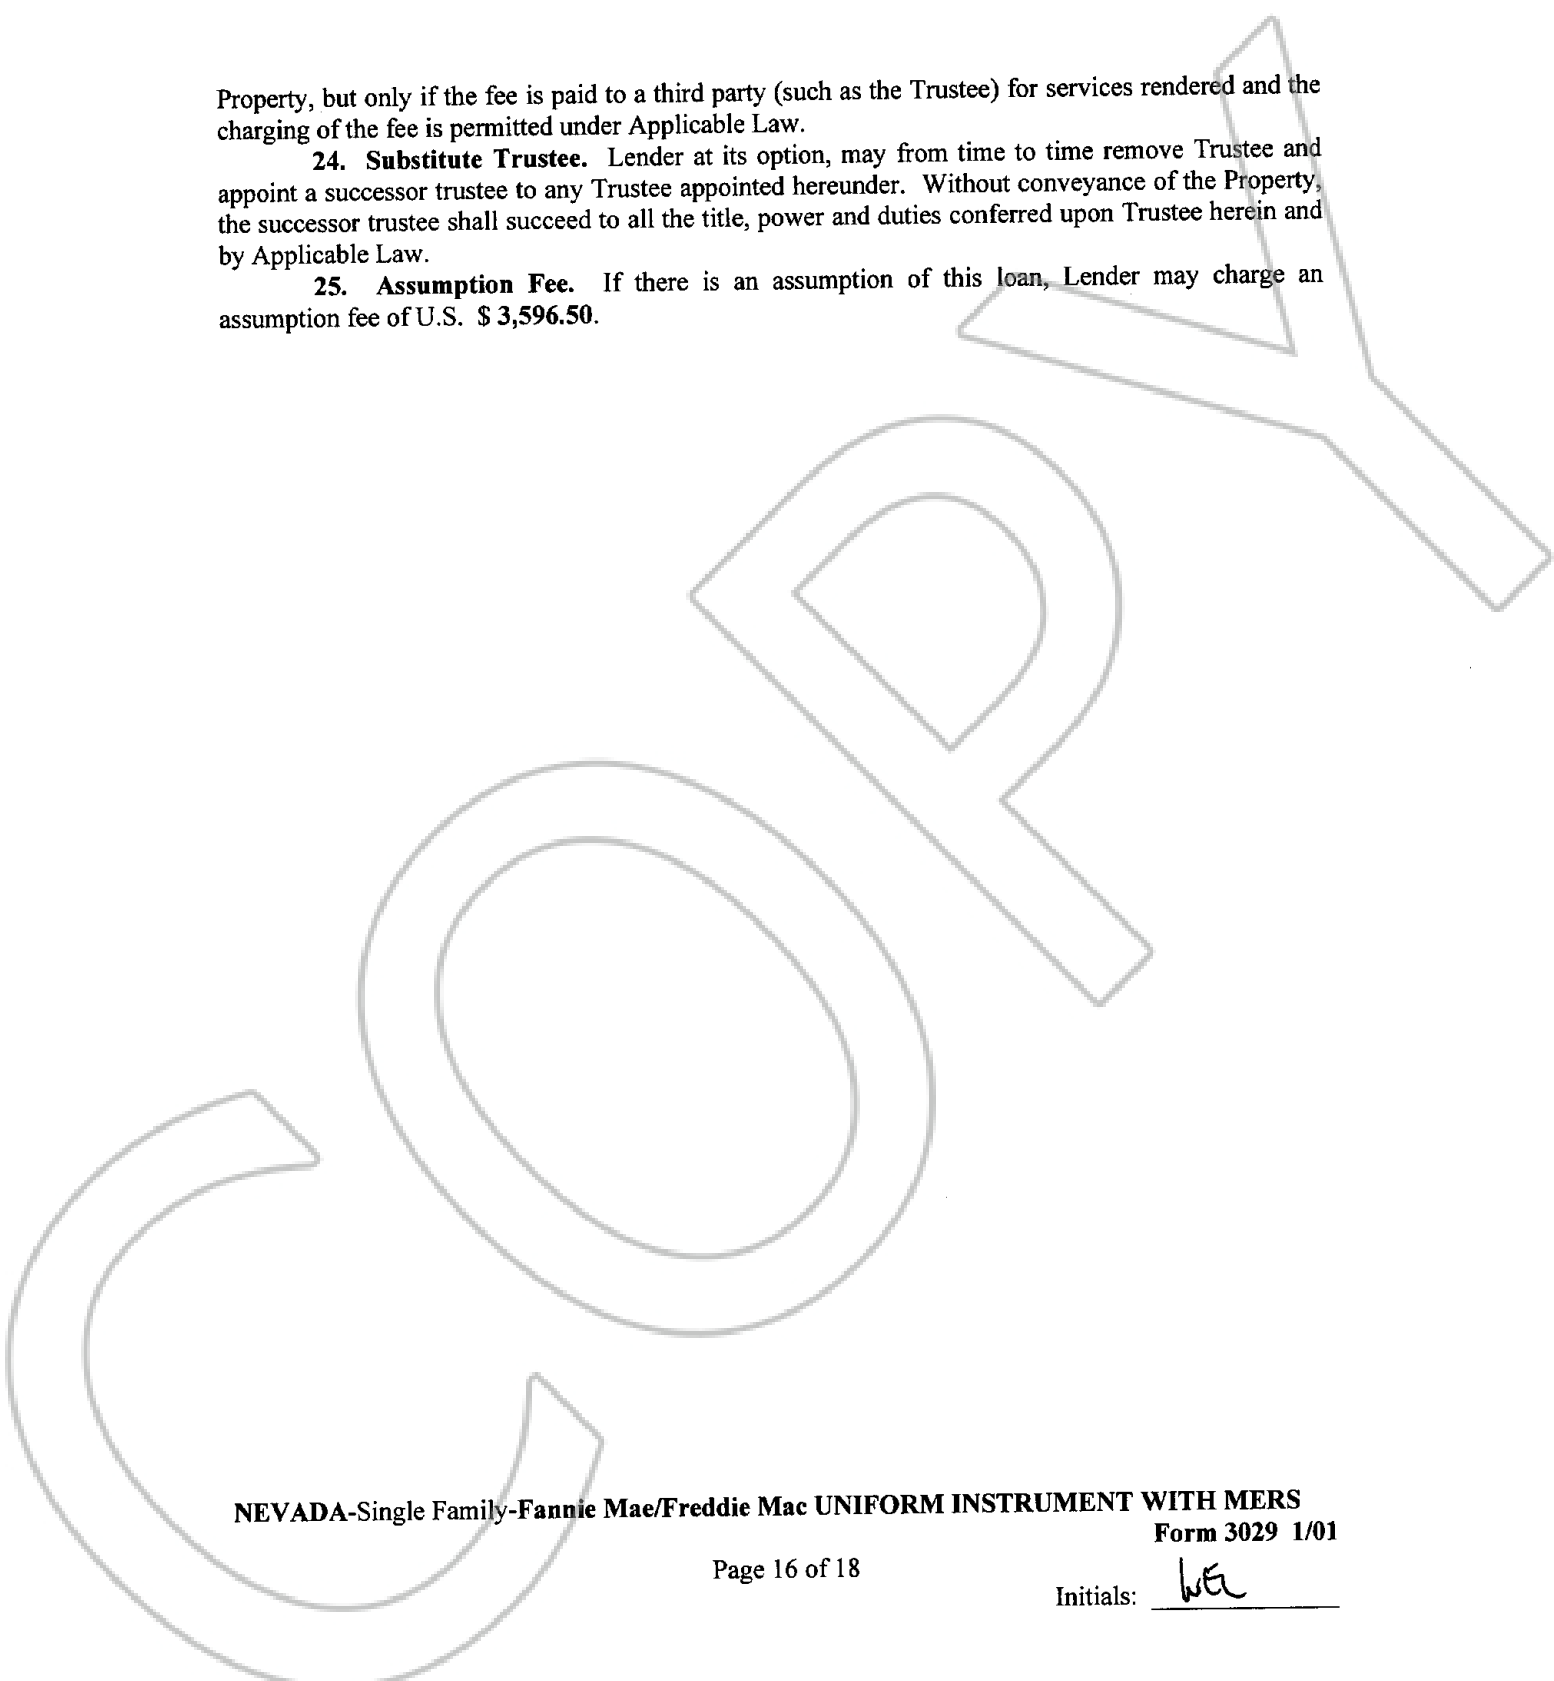 Property, but only if the fee is paid to a third party (such as the Trustee) for services rendered and the
charging of the fee is permitted under Applicable Law.
24. Substitute Trustee. Lender at its option, may from time to time remove Trustee and
appoint a successor trustee to any Trustee appointed hereunder. Without conveyance of the Property,
the successor trustee shall succeed to all the title, power and duties conferred upon Trustee herein and
by Applicable Law.
25. Assumption Fee. If there is an assumption of this loan, Lender may charge an
assumption fee of U.S. $ 3,596.50.
COPY
NEVADA-Single Family-Fannie Mae/Freddie Mac UNIFORM INSTRUMENT WITH MERS
Form 3029 1/01
Page 16 of 18
Initials: